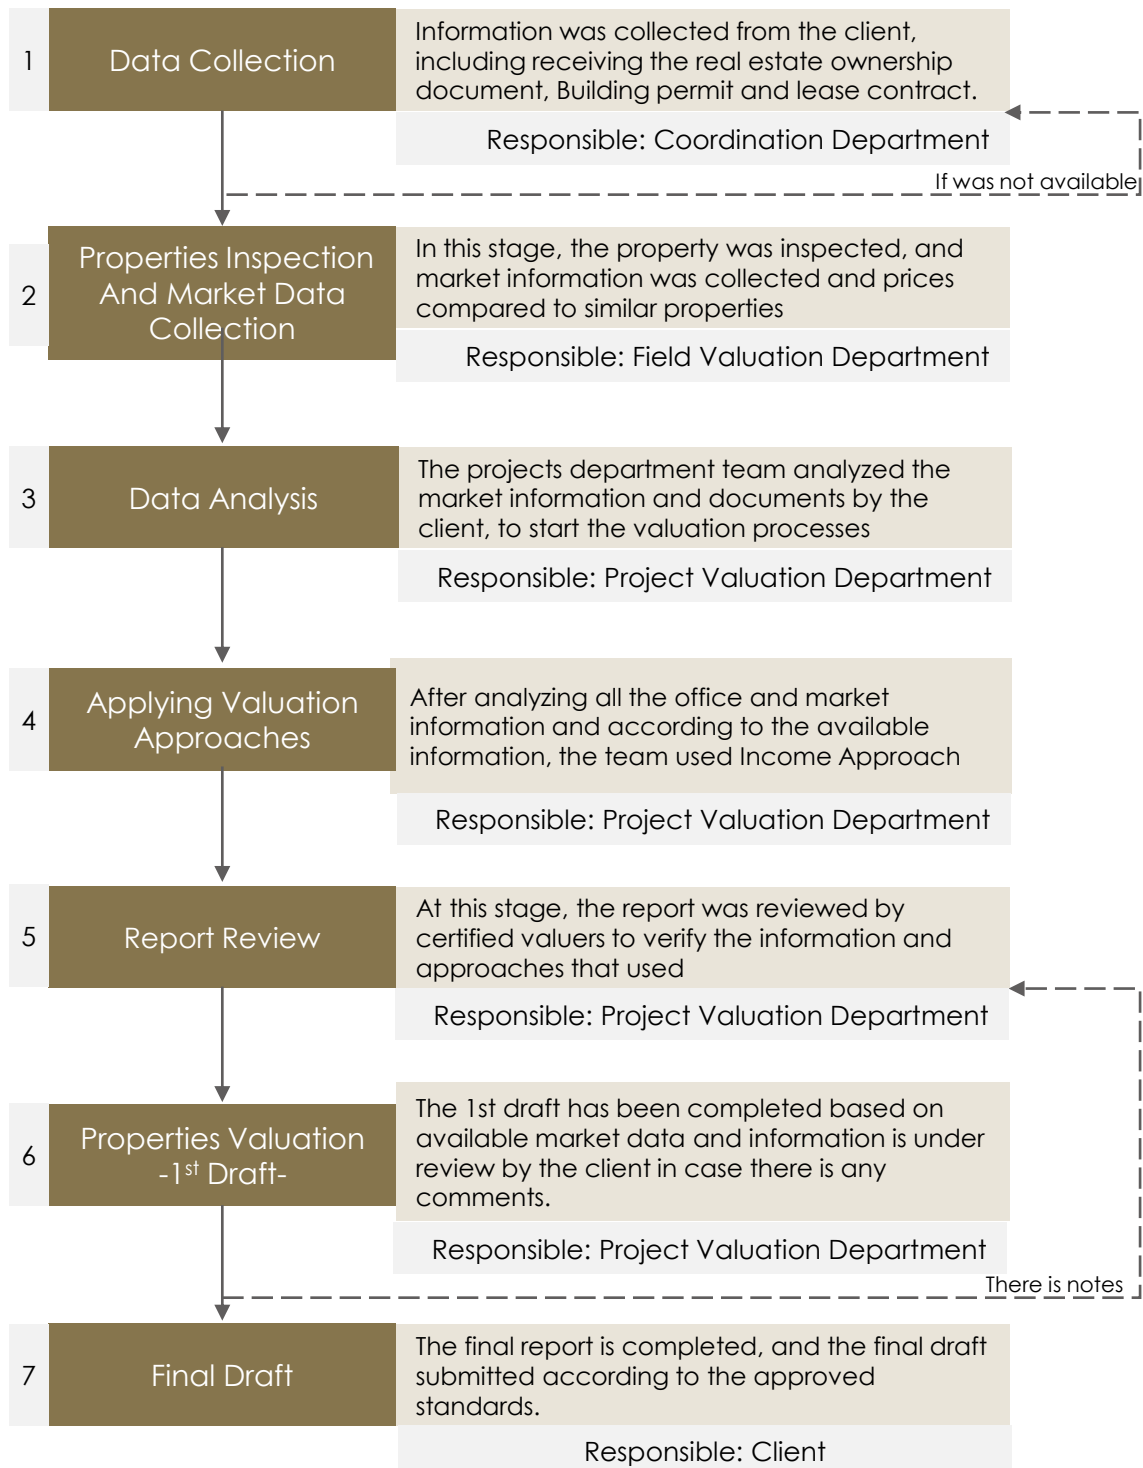 1
Data Collection
Information was collected from the client,
including receiving the real estate ownership
document, Building permit and lease contract.
Responsible: Coordination Department
If was not available
2
Properties Inspection
And Market Data
Collection
In this stage, the property was inspected, and
market information was collected and prices
compared to similar properties
Responsible: Field Valuation Department
3
Data Analysis
The projects department team analyzed the
market information and documents by the
client, to start the valuation processes
Responsible: Project Valuation Department
4
Applying Valuation
Approaches
After analyzing all the office and market
information and according to the available
information, the team used Income Approach
Responsible: Project Valuation Department
5
Report Review
At this stage, the report was reviewed by
certified valuers to verify the information and
approaches that used
Responsible: Project Valuation Department
6
Properties Valuation
-1st Draft-
The 1st draft has been completed based on
available market data and information is under
review by the client in case there is any
comments.
Responsible: Project Valuation Department
There is notes
7
Final Draft
The final report is completed, and the final draft
submitted according to the approved
standards.
Responsible: Client